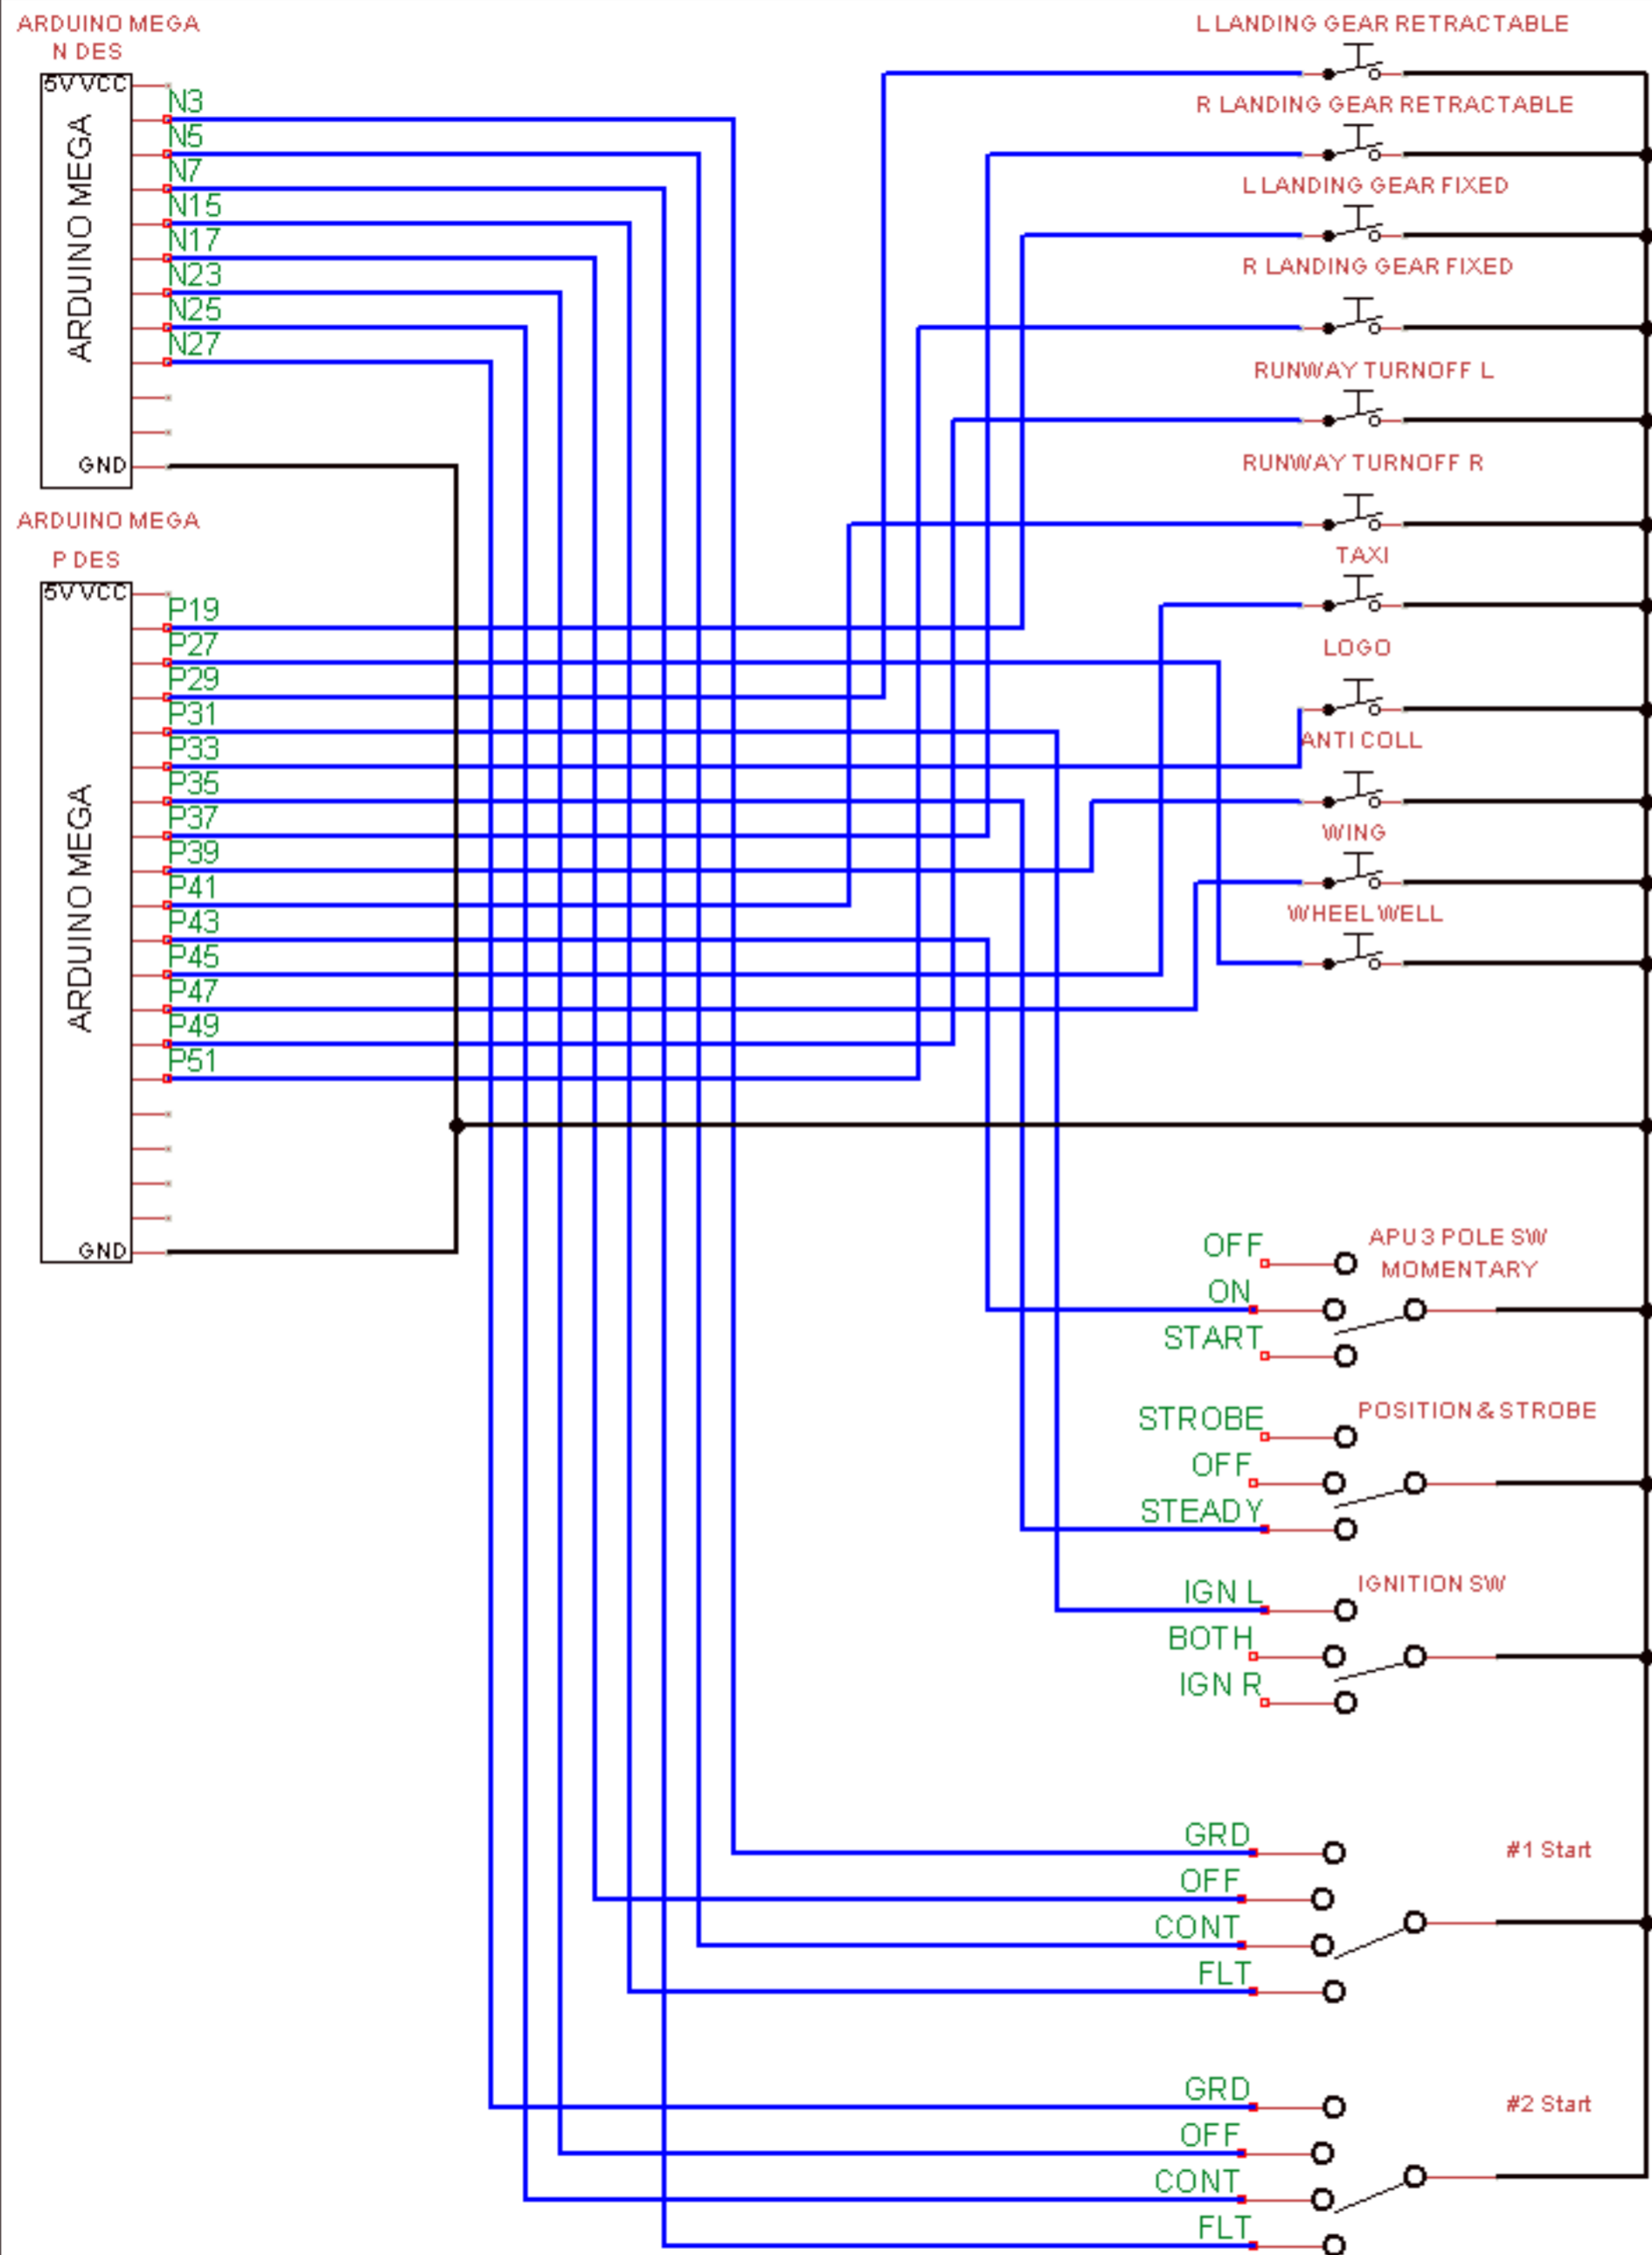 ARDUINO MEGA
N DES
5V VCC
N3
N5
N7
N15
N17
N23
N25
N27
ARDUINO MEGA
GND
ARDUINO MEGA
P DES
5V VCC
P19
P27
P29
P31
P33
P35
P37
P39
P41
P43
P45
P47
P49
P51
ARDUINO MEGA
GND
L LANDING GEAR RETRACTABLE
R LANDING GEAR RETRACTABLE
L LANDING GEAR FIXED
R LANDING GEAR FIXED
RUNWAY TURNOFF L
RUNWAY TURNOFF R
TAXI
LOGO
ANTI COLL
WING
WHEEL WELL
APU 3 POLE SW
MOMENTARY
OFF
ON
START
POSITION & STROBE
STROBE
OFF
STEADY
IGNITION SW
IGN L
BOTH
IGN R
#1 Start
GRD
OFF
CONT
FLT
#2 Start
GRD
OFF
CONT
FLT